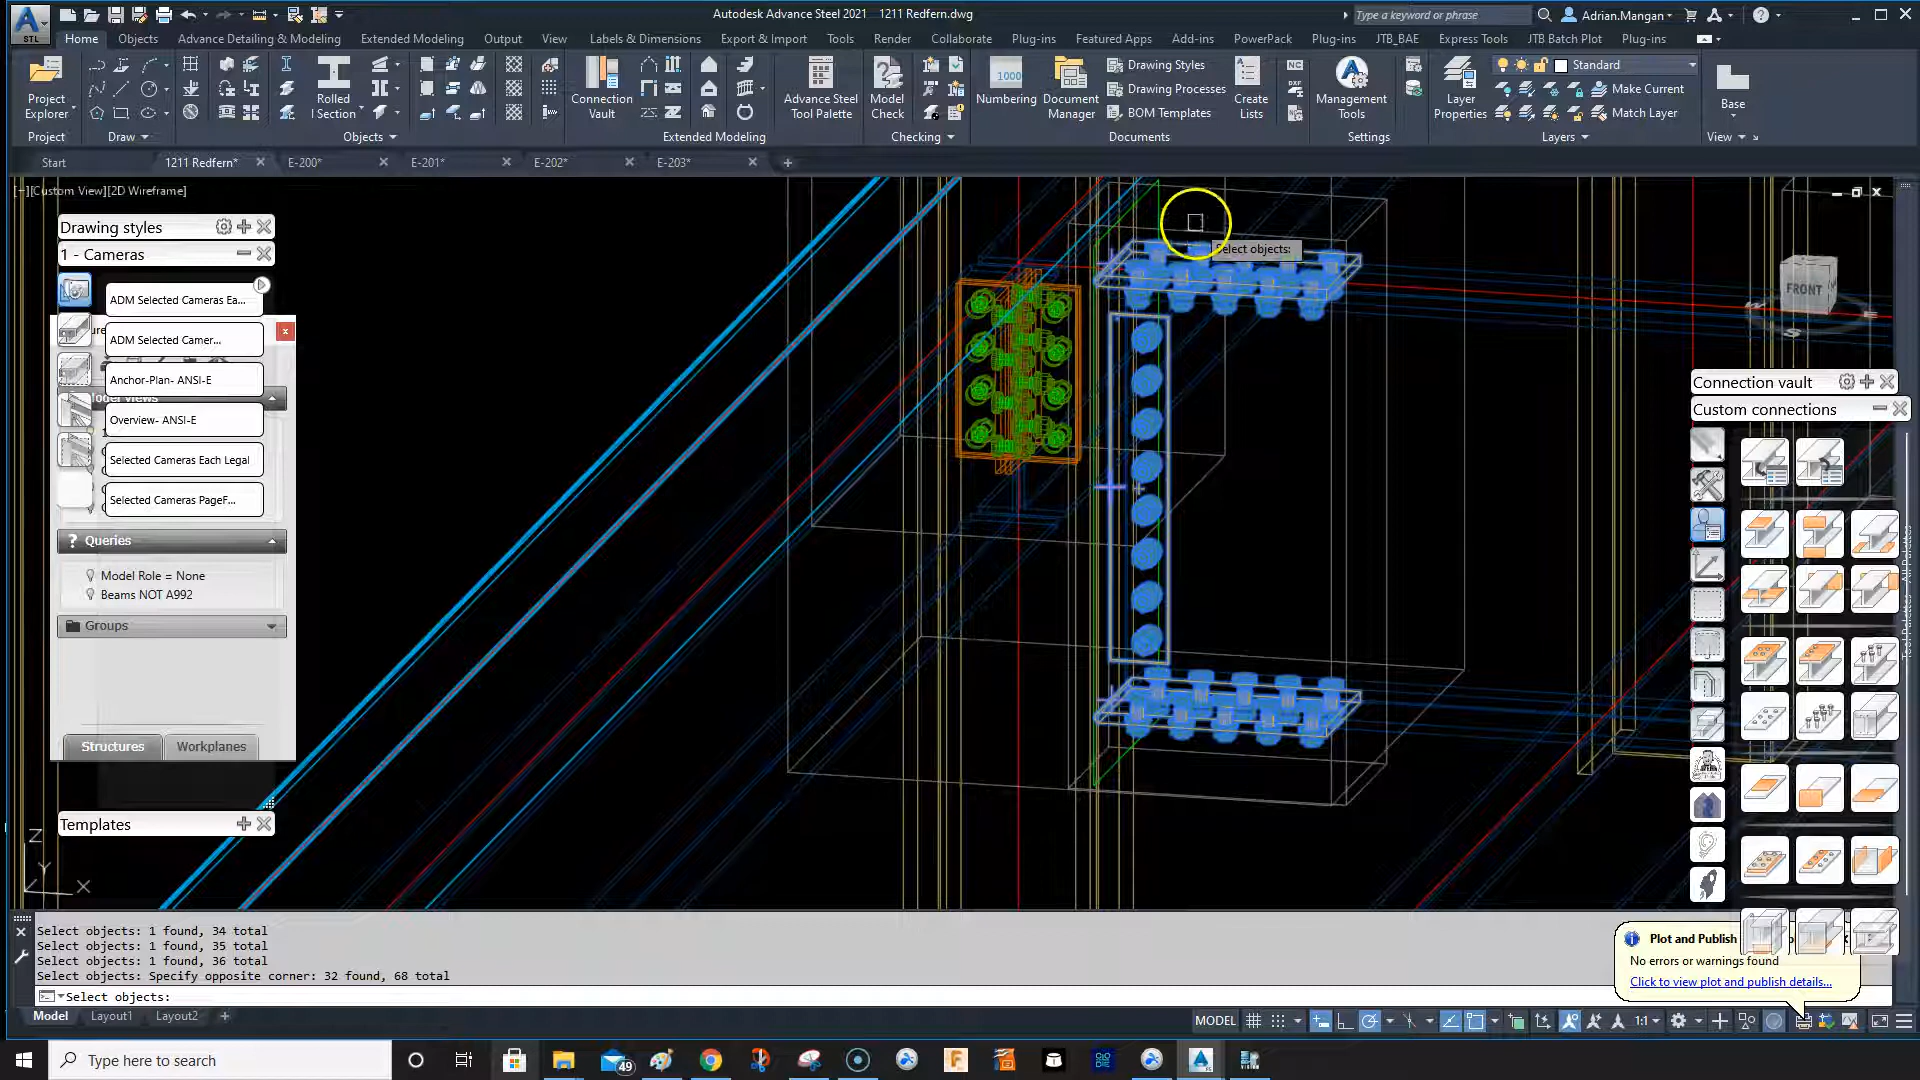 Autodesk Advance Steel 2021 1211 Redfern.dwg
Type a keyword or phrase
Adrian.Mangan
STL
Home Objects Advance Detailing & Modeling Extended Modeling Output View Labels & Dimensions Export & Import Tools Render Collaborate Plug-ins Featured Apps Add-ins PowerPack Plug-ins JTB_BAE Express Tools JTB Batch Plot Plug-ins
Project Explorer
Rolled I Section
Connection Vault
Advance Steel Tool Palette
Model Check
1000
Numbering
Document Manager
Drawing Styles
Drawing Processes
BOM Templates
Create Lists
NC
DXF
Management Tools
Layer Properties
Standard
Make Current
Match Layer
Base
Project Draw Objects Extended Modeling Checking Documents Settings Layers View
Start 1211 Redfern* E-200* E-201* E-202* E-203*
[−][Custom View][2D Wireframe]
Drawing styles
1 - Cameras
ADM Selected Cameras Ea...
ADM Selected Camer...
Anchor-Plan- ANSI-E
Overview- ANSI-E
Selected Cameras Each Legal
Selected Cameras PageF...
Queries
Model Role = None
Beams NOT A992
Groups
Structures Workplanes
Templates
Select objects:
FRONT
W
S
Connection vault
Custom connections
Z
Y
X
Select objects: 1 found, 34 total
Select objects: 1 found, 35 total
Select objects: 1 found, 36 total
Select objects: Specify opposite corner: 32 found, 68 total
Select objects:
Plot and Publish
No errors or warnings found
Click to view plot and publish details...
Model Layout1 Layout2
MODEL
1:1
Type here to search
49